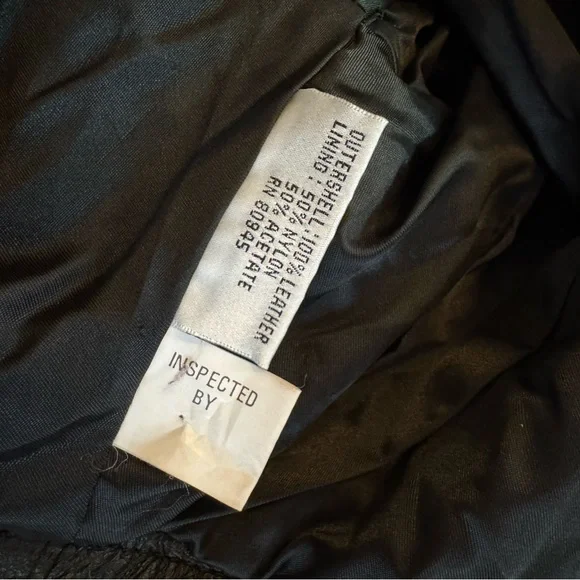 OUTERSHELL : 100% LEATHER
LINING : 50% NYLON
50% ACETATE
RN 80945
INSPECTED
BY